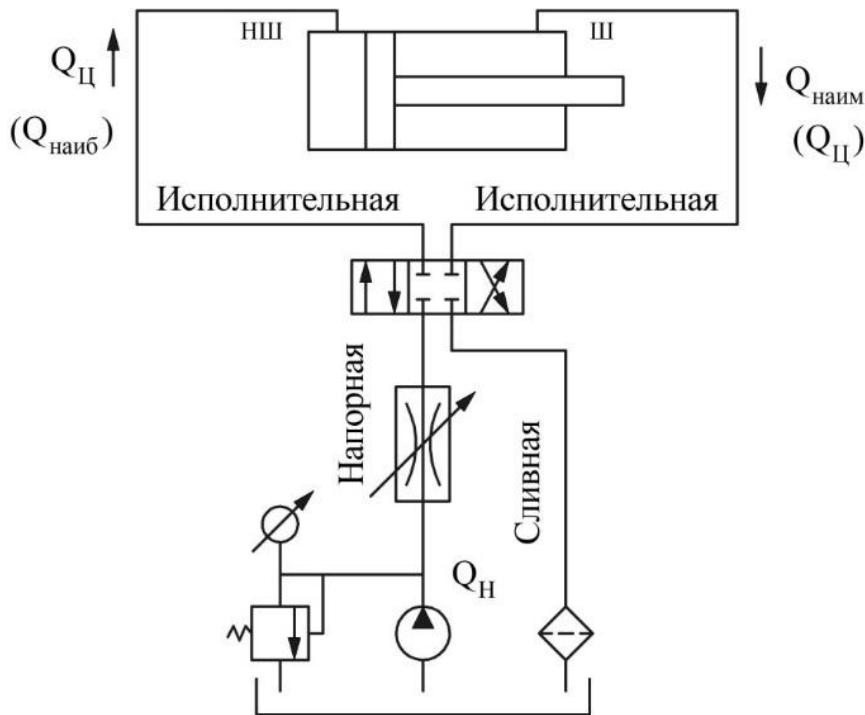 НШ
Ш
Q_Ц
Q_наим
(Q_наиб)
(Q_Ц)
Исполнительная
Исполнительная
Напорная
Сливная
Q_Н